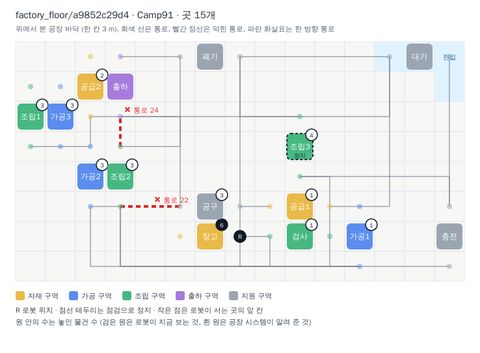 factory_floor/a9852c29d4 · Camp91 · 곳 15개
위에서 본 공장 바닥 (한 칸 3 m). 회색 선은 통로, 빨간 점선은 막힌 통로, 파란 화살표는 한 방향 통로
폐기 대기 진입
공급2 2 출하
조립1 3 가공3 3 × 통로 24
조립3 4
가공2 3 조립2 3
× 통로 22 공구 3 공급1 1
창고 6 R 검사 1 가공1 1 충전
자재 구역 가공 구역 조립 구역 출하 구역 지원 구역
R 로봇 위치 · 점선 테두리는 점검으로 정지 · 작은 점은 로봇이 서는 곳의 앞 칸
원 안의 수는 놓인 물건 수 (검은 원은 로봇이 지금 보는 것, 흰 원은 공장 시스템이 알려 준 것)